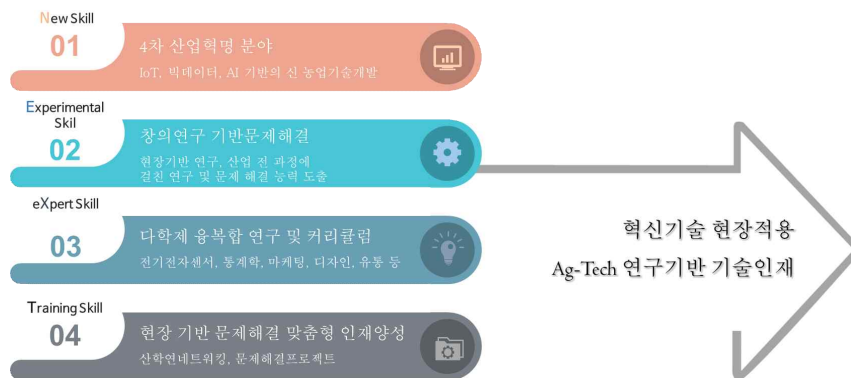 New Skill
01
4차 산업혁명 분야
IoT, 빅데이터, AI 기반의 신 농업기술개발
Experimental
Skil
02
창의연구 기반문제해결
현장기반 연구, 산업 전 과정에
걸친 연구 및 문제 해결 능력 도출
eXpert Skill
03
다학제 융복합 연구 및 커리큘럼
전기전자센서, 통계학, 마케팅, 디자인, 유통 등
Training Skill
04
현장 기반 문제해결 맞춤형 인재양성
산학연네트워킹, 문제해결프로젝트
혁신기술 현장적용
Ag-Tech 연구기반 기술인재